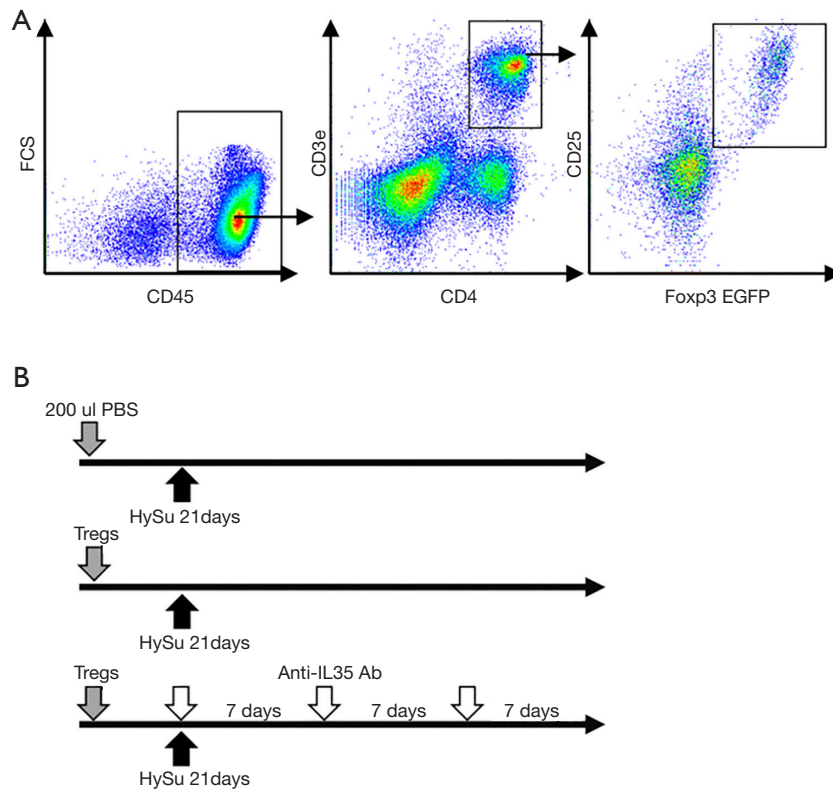 A
FCS
CD45
CD3e
CD4
CD25
Foxp3 EGFP
B
200 ul PBS
HySu 21days
Tregs
HySu 21days
Tregs
Anti-IL35 Ab
7 days
7 days
7 days
HySu 21days